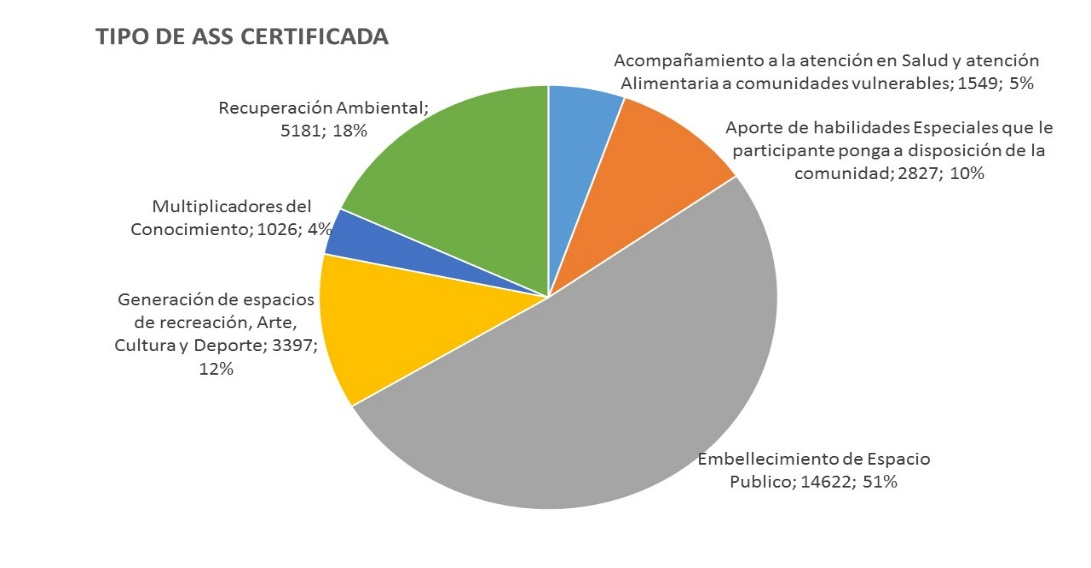 TIPO DE ASS CERTIFICADA
Acompañamiento a la atención en Salud y atención
Alimentaria a comunidades vulnerables; 1549; 5%
Aporte de habilidades Especiales que le
participante ponga a disposición de la
comunidad; 2827; 10%
Embellecimiento de Espacio
Publico; 14622; 51%
Generación de espacios
de recreación, Arte,
Cultura y Deporte; 3397;
12%
Multiplicadores del
Conocimiento; 1026; 4%
Recuperación Ambiental;
5181; 18%